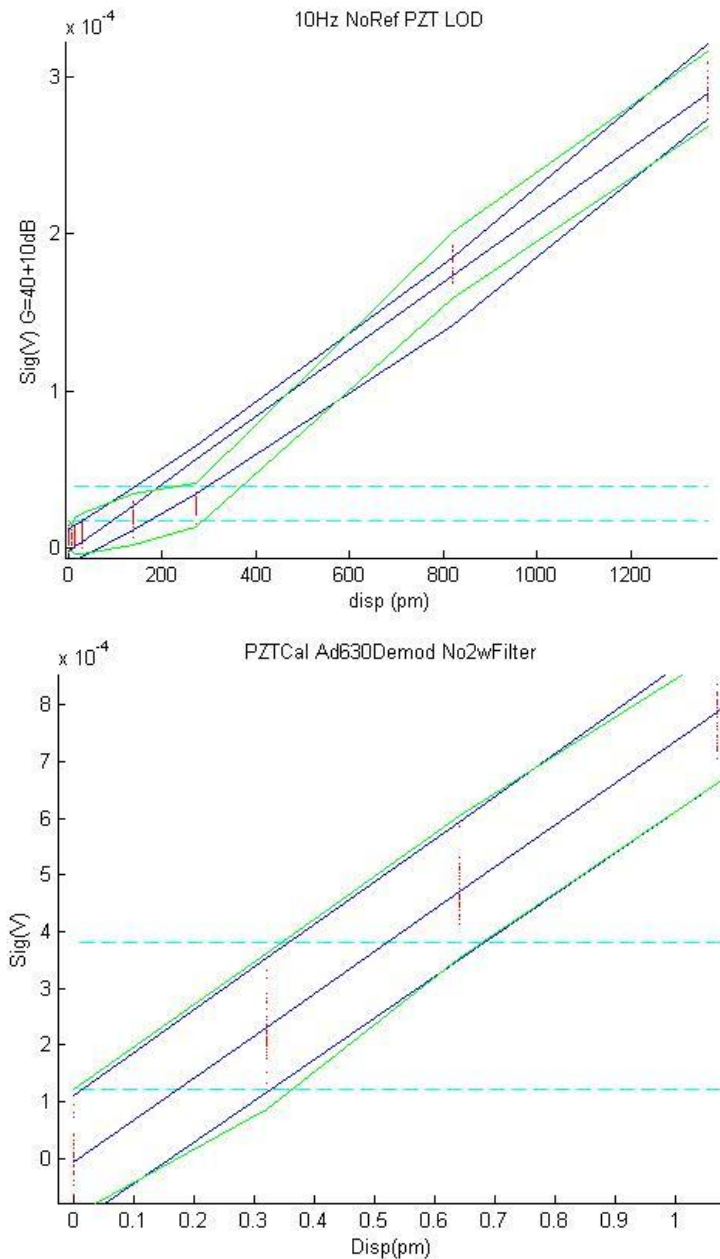 10Hz NoRef PZT LOD
x 10-4
3
2
1
0
Sig(V) G=40+10dB
0 200 400 600 800 1000 1200
disp (pm)
PZTCal Ad630Demod No2wFilter
x 10-4
8
7
6
5
4
3
2
1
0
Sig(V)
0 0.1 0.2 0.3 0.4 0.5 0.6 0.7 0.8 0.9 1
Disp(pm)